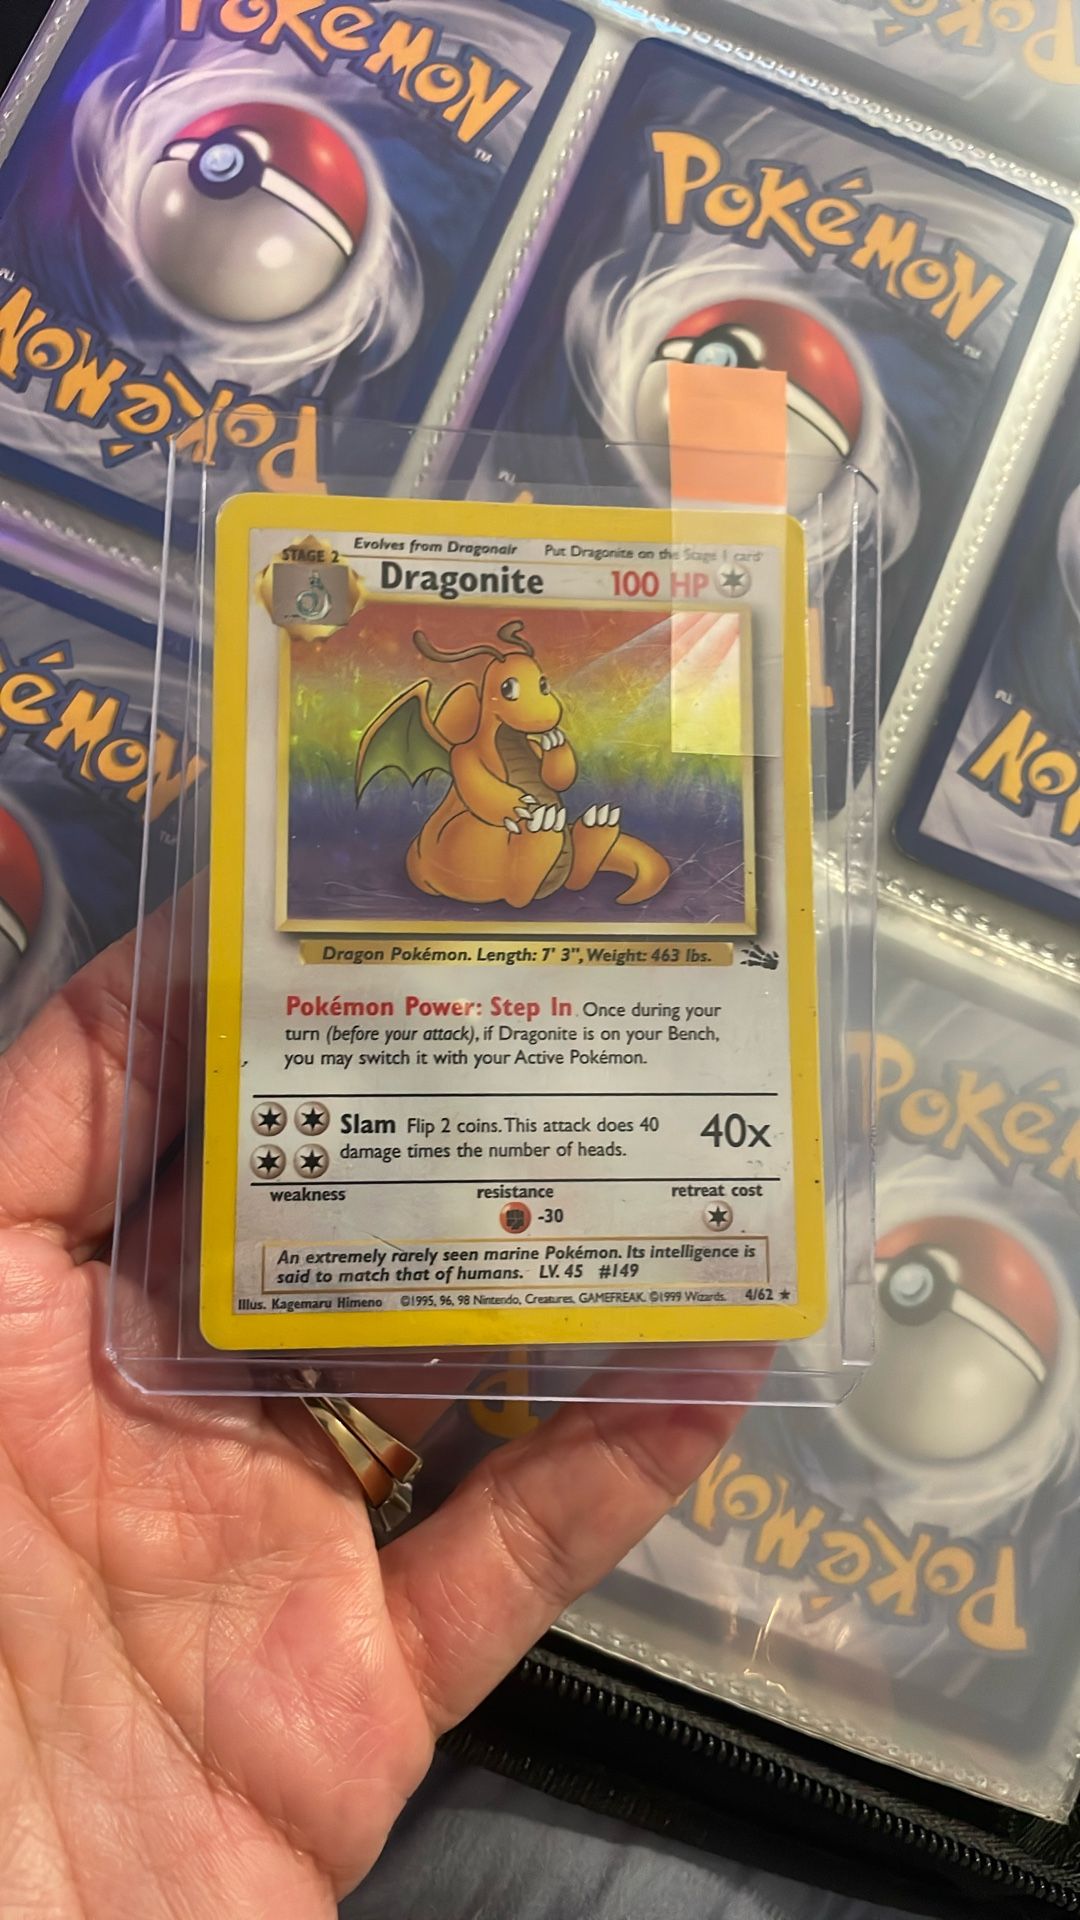 POKéMON
TM
POKéMON
TM
POKéMON
TM
POKéMON
TM
STAGE 2
Evolves from Dragonair Put Dragonite on the Stage 1 card
Dragonite 100 HP
Dragon Pokémon. Length: 7' 3", Weight: 463 lbs.
Pokémon Power: Step In Once during your
turn (before your attack), if Dragonite is on your Bench,
you may switch it with your Active Pokémon.
Slam Flip 2 coins. This attack does 40
damage times the number of heads.
40x
weakness resistance retreat cost
-30
An extremely rarely seen marine Pokémon. Its intelligence is
said to match that of humans. LV. 45 #149
Illus. Kagemaru Himeno ©1995, 96, 98 Nintendo, Creatures, GAMEFREAK. ©1999 Wizards. 4/62 ★
POKéMON